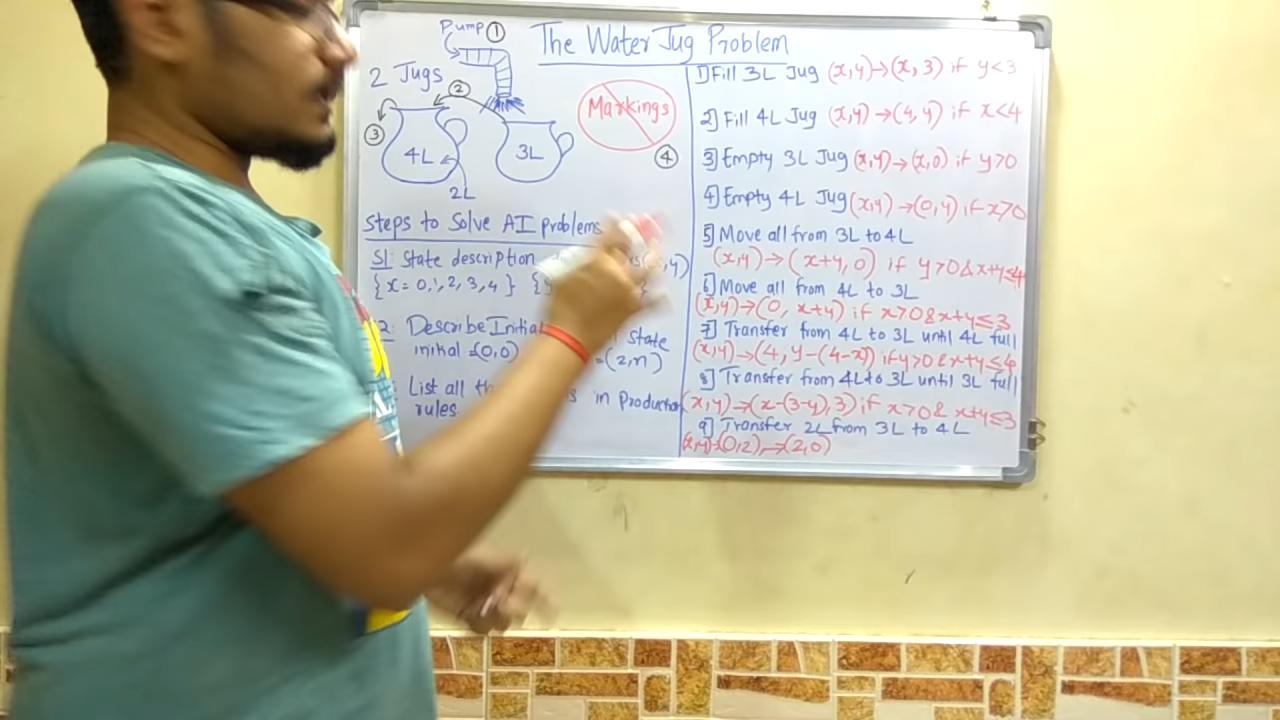 The Water Jug Problem
Pump ①
2 Jugs
②
③
4L
3L
2L
Markings
④
Steps to Solve AI problems
S1: State description
{x = 0,1,2,3,4} {y
Describe Initial State
initial = (0,0) = (2,n)
List all the in Production
rules
1) Fill 3L Jug (x,y)→(x,3) if y<3
2] Fill 4L Jug (x,y)→(4,y) if x<4
3] Empty 3L Jug (x,y)→(x,0) if y>0
4] Empty 4L Jug (x,y)→(0,y) if x>0
5] Move all from 3L to 4L
(x,y)→(x+y,0) if y>0 & x+y≤4
6] Move all from 4L to 3L
(x,y)→(0, x+y) if x>0 & x+y≤3
7] Transfer from 4L to 3L until 4L full
(x,y)→(4, y-(4-x)) if y>0 & x+y≤4
8] Transfer from 4L to 3L until 3L full
(x,y)→(x-(3-y),3) if x>0 & x+y≤3
9] Transfer 2L from 3L to 4L
(x,y)→(0,2)→(2,0)